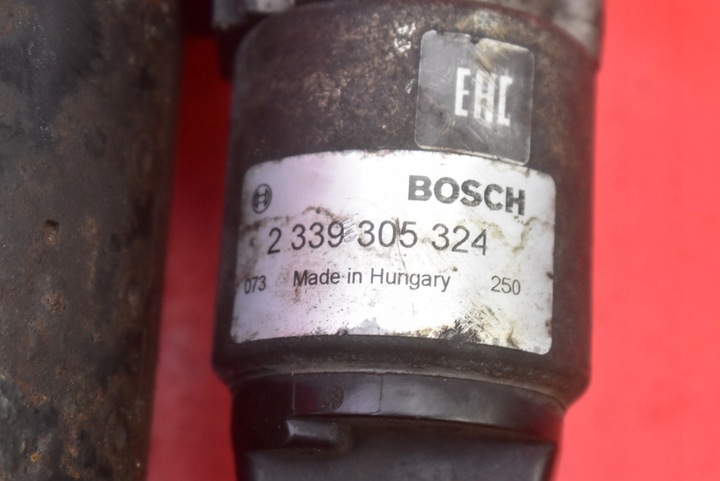 EAC
BOSCH
2 339 305 324
073 Made in Hungary 250